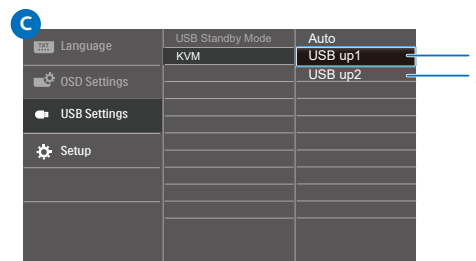 C
TXT
Language
USB Standby Mode
Auto
KVM
USB up1
OSD Settings
USB up2
USB Settings
Setup